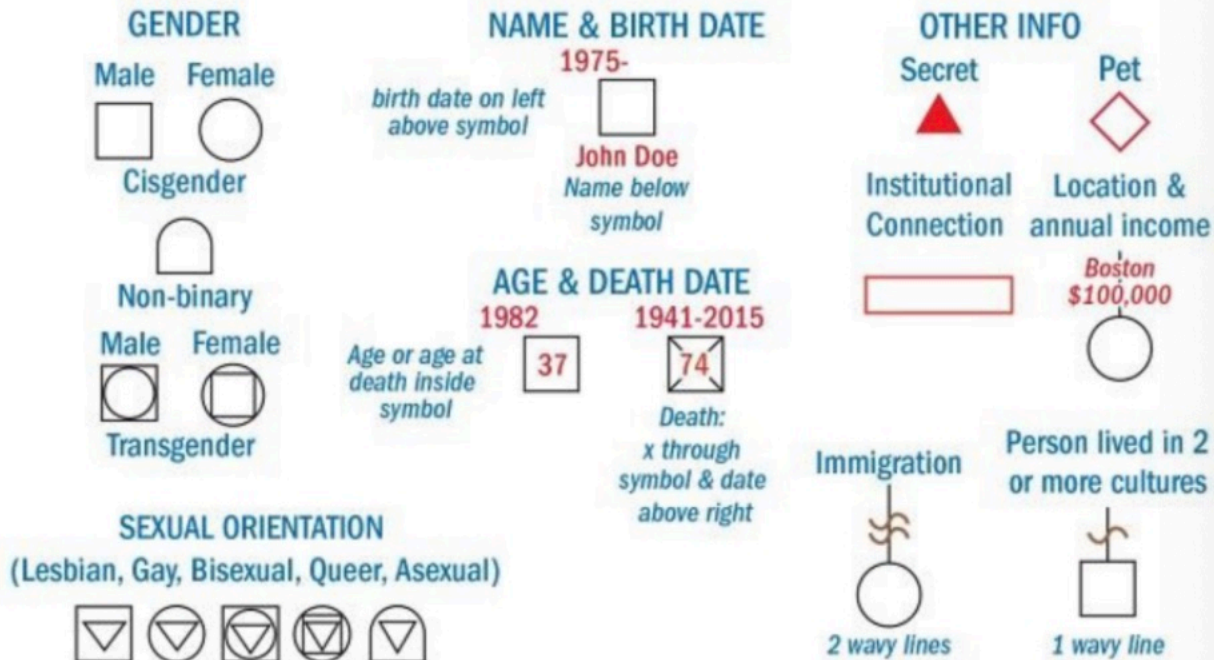 GENDER
Male Female
Cisgender
Non-binary
Male Female
Transgender
SEXUAL ORIENTATION
(Lesbian, Gay, Bisexual, Queer, Asexual)
NAME & BIRTH DATE
1975-
birth date on left
above symbol
John Doe
Name below
symbol
AGE & DEATH DATE
1982 1941-2015
Age or age at
death inside
symbol
37 74
Death:
x through
symbol & date
above right
OTHER INFO
Secret Pet
Institutional
Connection
Location &
annual income
Boston
$100,000
Immigration
2 wavy lines
Person lived in 2
or more cultures
1 wavy line